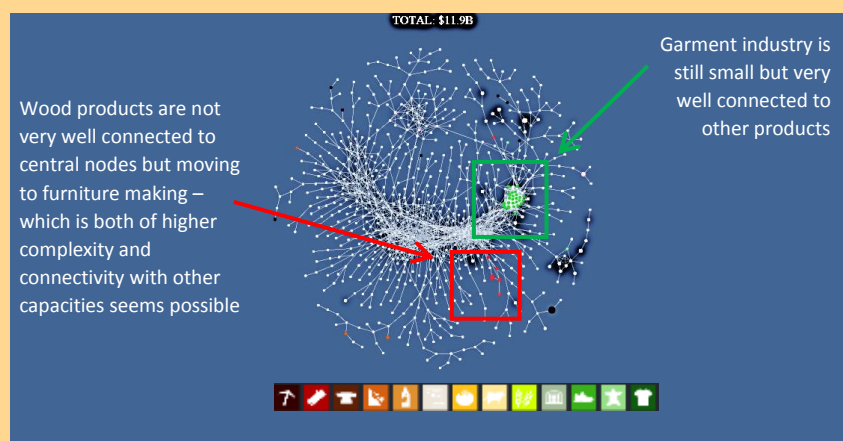 TOTAL: $11.9B
Garment industry is
still small but very
well connected to
other products
Wood products are not
very well connected to
central nodes but moving
to furniture making –
which is both of higher
complexity and
connectivity with other
capacities seems possible